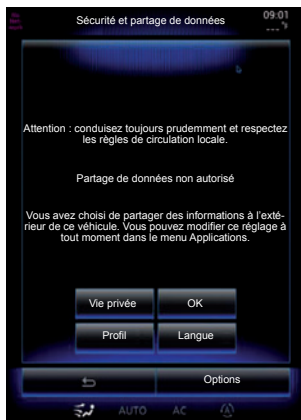 Sécurité et partage de données
09:01
Attention : conduisez toujours prudemment et respectez
les règles de circulation locale.
Partage de données non autorisé
Vous avez choisi de partager des informations à l'exté-
rieur de ce véhicule. Vous pouvez modifier ce réglage à
tout moment dans le menu Applications.
Vie privée
OK
Profil
Langue
Options
AUTO
AC